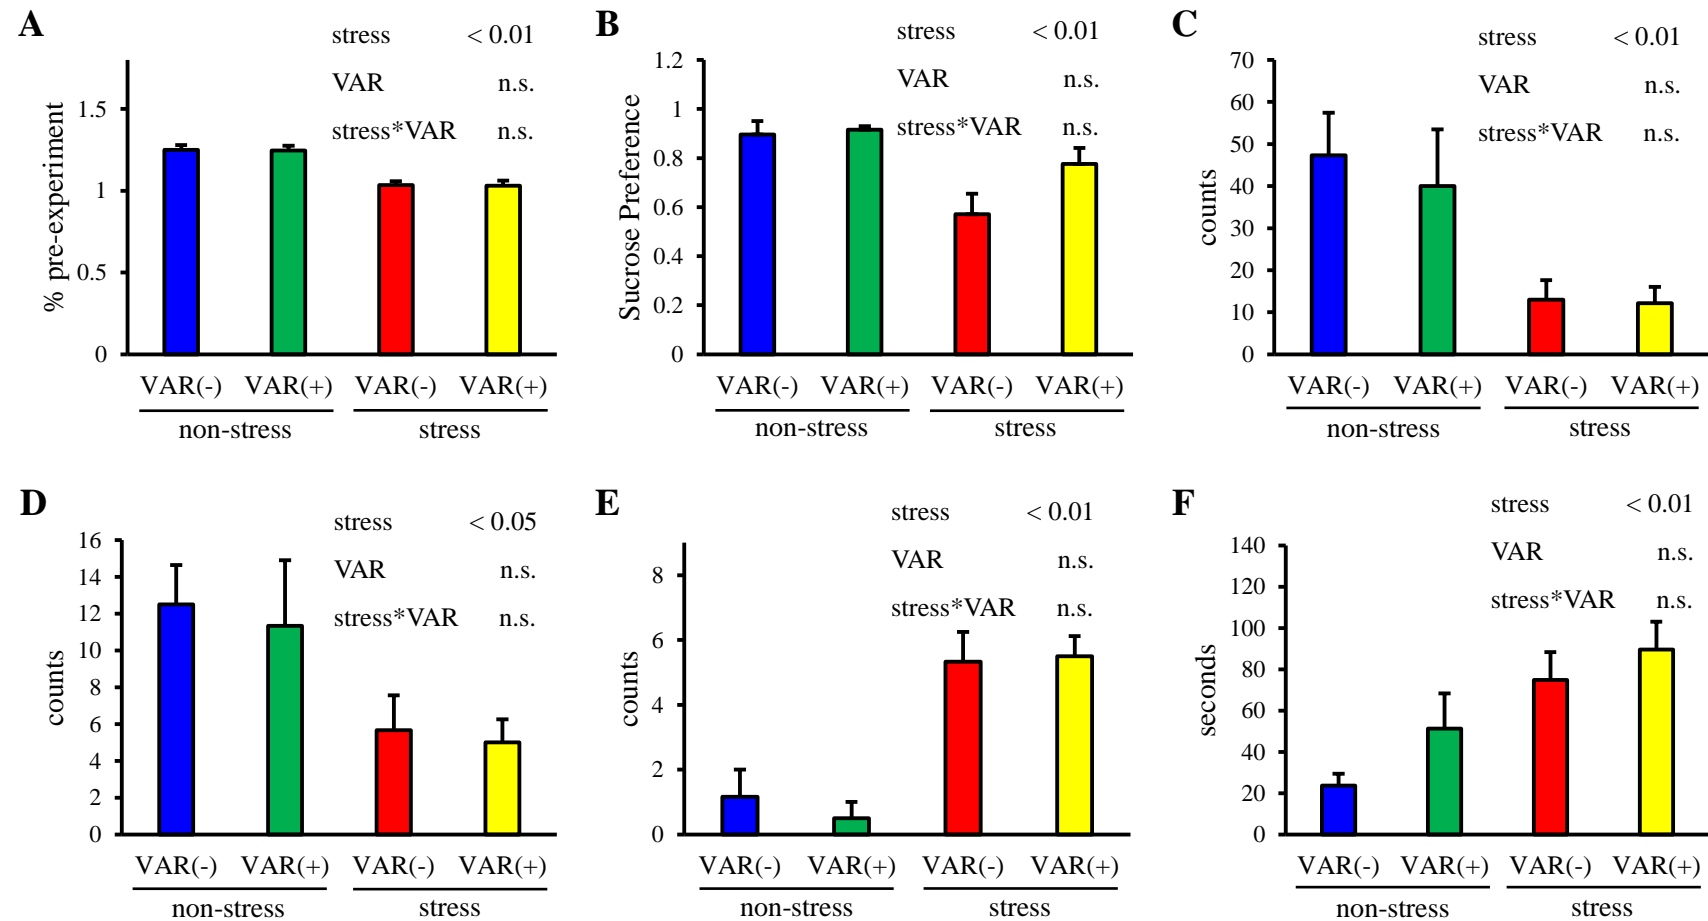 A
stress < 0.01
VAR n.s.
stress*VAR n.s.
% pre-experiment
1.5
1
0.5
0
VAR(-) VAR(+) VAR(-) VAR(+)
non-stress stress
B
stress < 0.01
VAR n.s.
stress*VAR n.s.
Sucrose Preference
1.2
1
0.8
0.6
0.4
0.2
0
VAR(-) VAR(+) VAR(-) VAR(+)
non-stress stress
C
stress < 0.01
VAR n.s.
stress*VAR n.s.
counts
70
60
50
40
30
20
10
0
VAR(-) VAR(+) VAR(-) VAR(+)
non-stress stress
D
stress < 0.05
VAR n.s.
stress*VAR n.s.
counts
16
14
12
10
8
6
4
2
0
VAR(-) VAR(+) VAR(-) VAR(+)
non-stress stress
E
stress < 0.01
VAR n.s.
stress*VAR n.s.
counts
8
6
4
2
0
VAR(-) VAR(+) VAR(-) VAR(+)
non-stress stress
F
stress < 0.01
VAR n.s.
stress*VAR n.s.
seconds
140
120
100
80
60
40
20
0
VAR(-) VAR(+) VAR(-) VAR(+)
non-stress stress